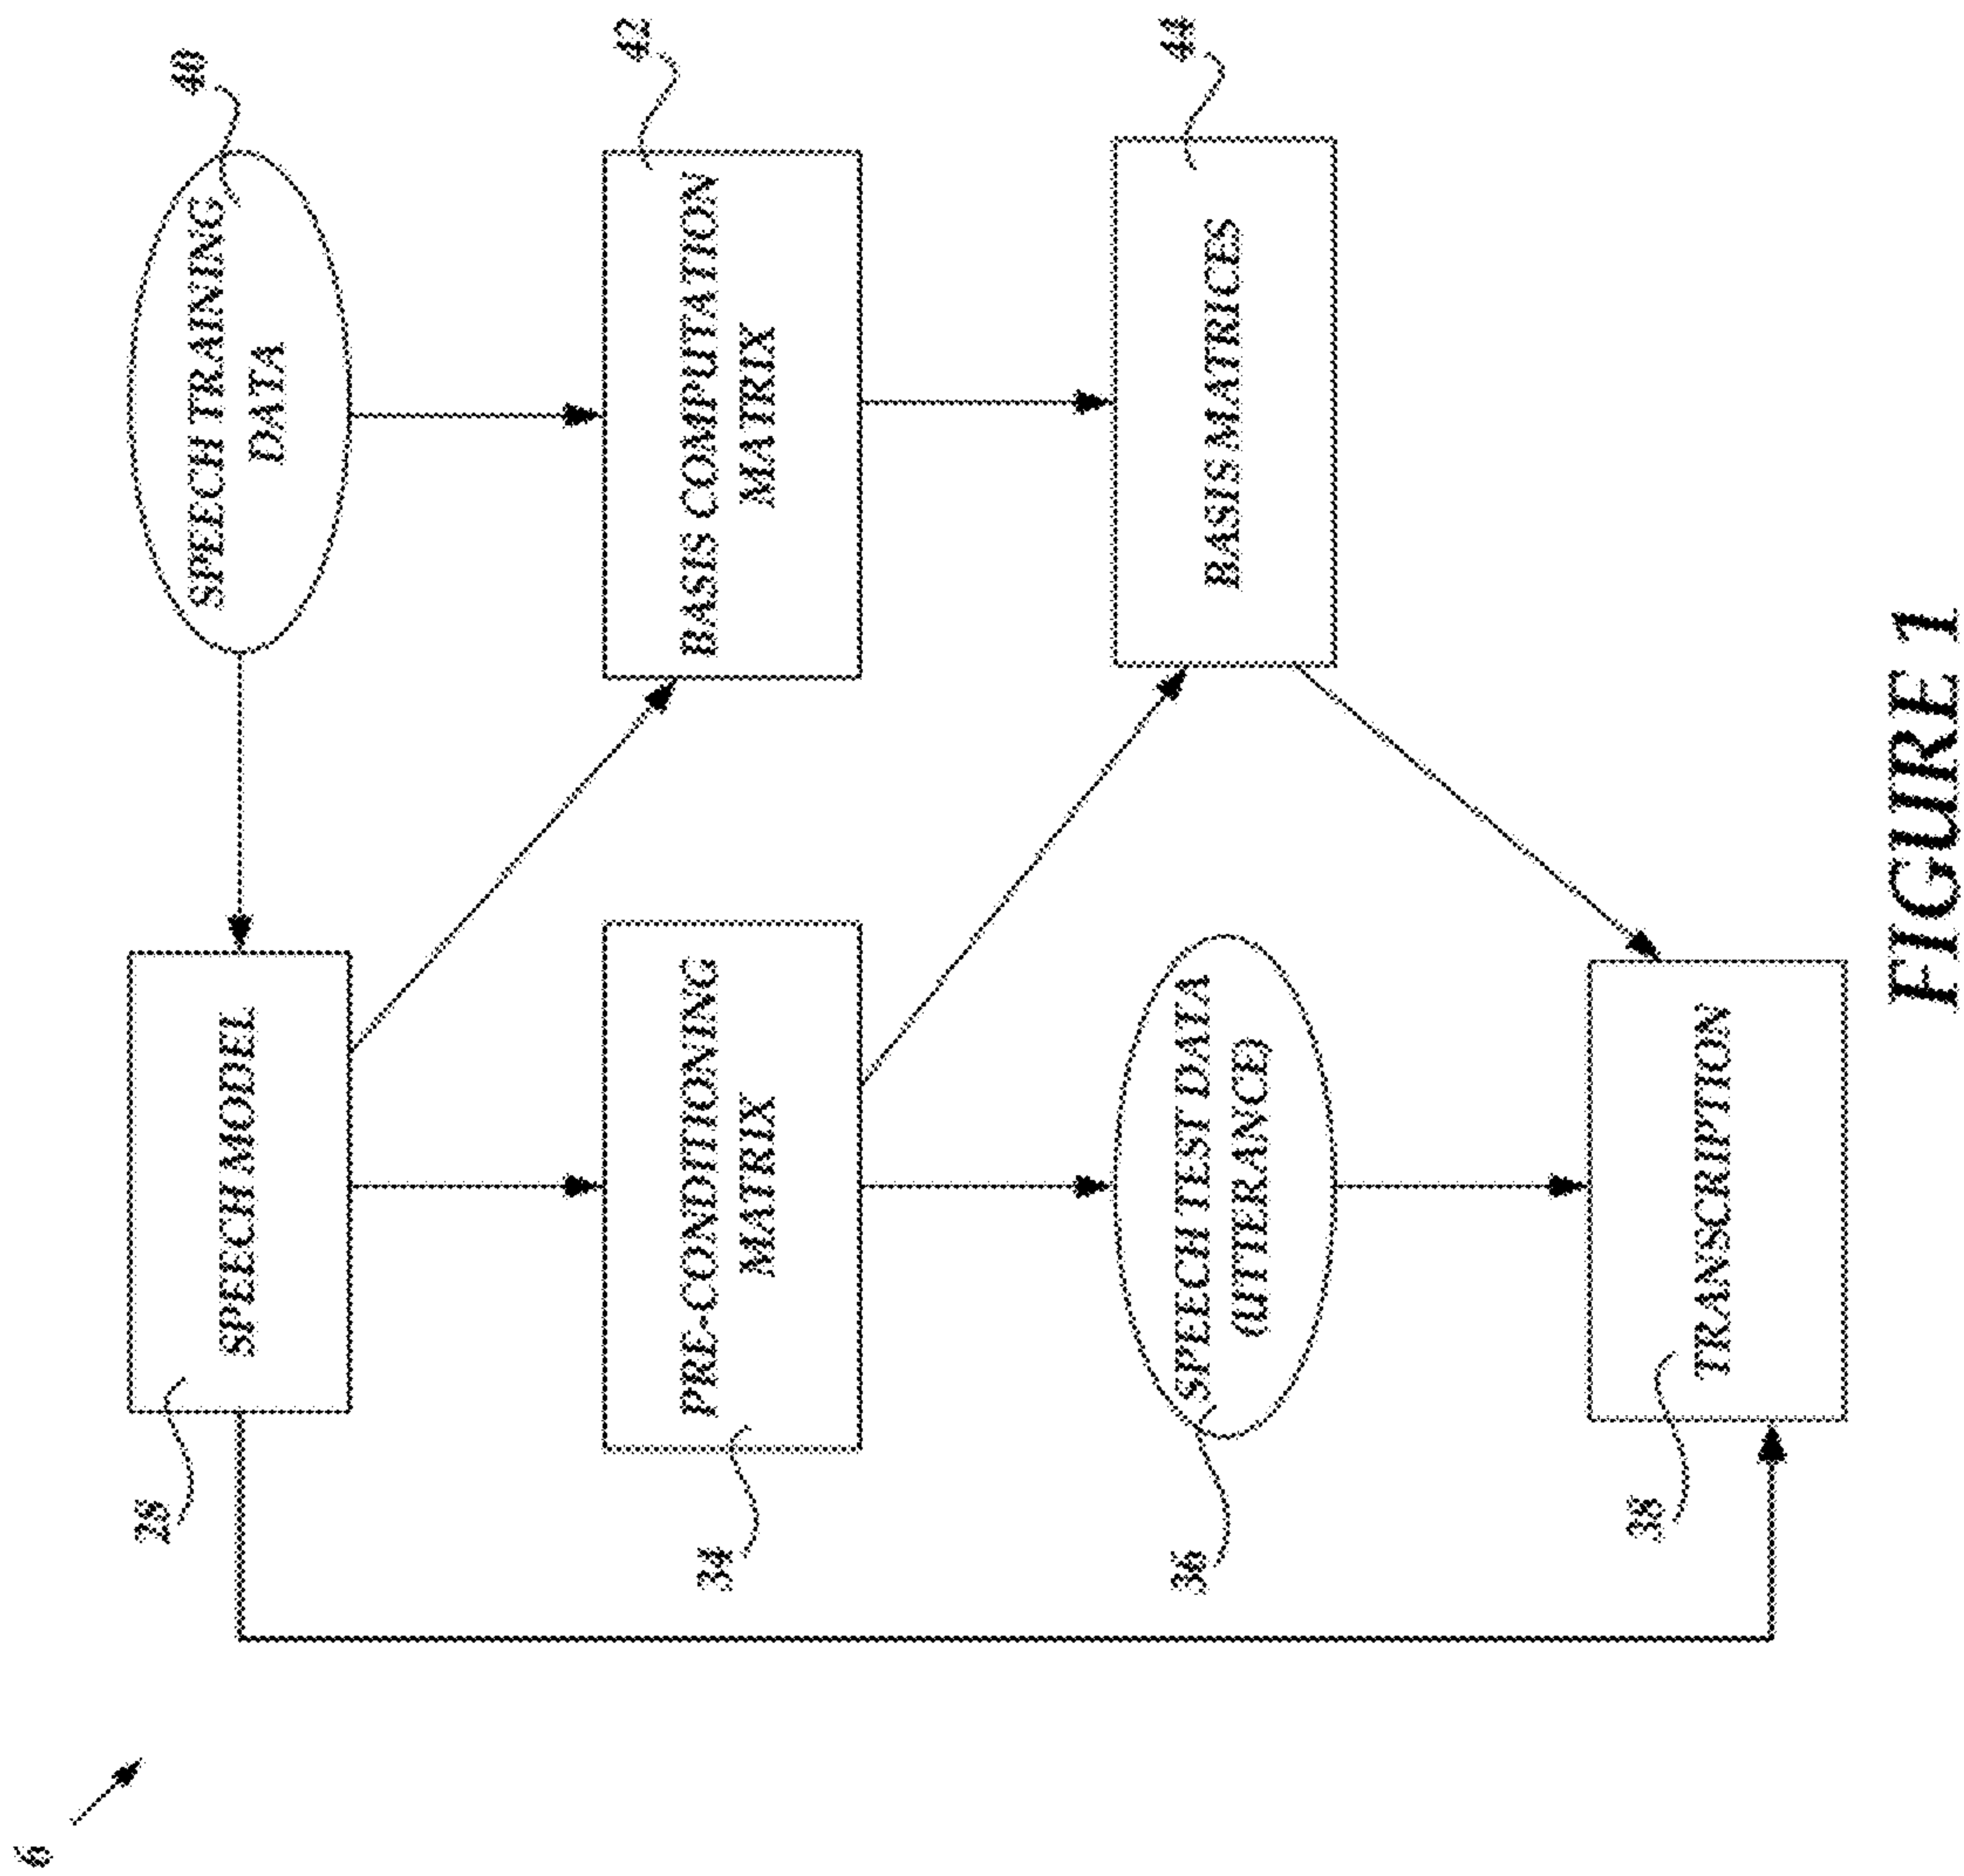 6
28
40
SPEECH MODEL
SPEECH TRAINING
DATA
34
42
PRE-CONDITIONING
MATRIX
BASIS COMPUTATION
MATRIX
36
44
SPEECH TEST DATA
(UTTERANCE)
BASIS MATRICES
38
TRANSCRIPTION
FIGURE 1